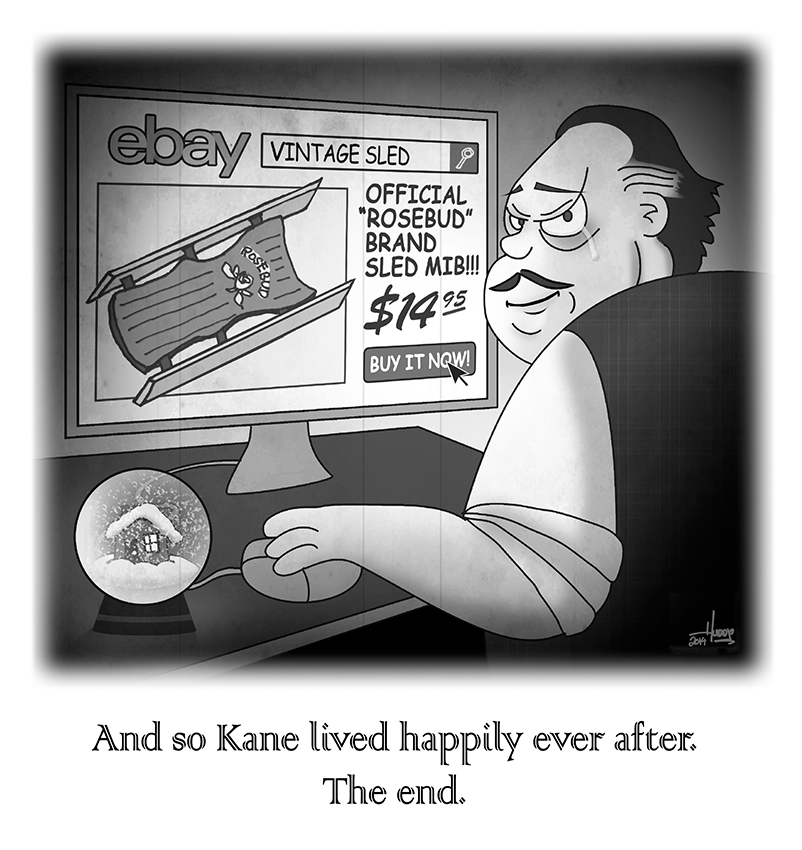 ebay
VINTAGE SLED
OFFICIAL
"ROSEBUD"
BRAND
SLED MIB!!!
$14 95
BUY IT NOW!
ROSEBUD
2014
And so Kane lived happily ever after.
The end.